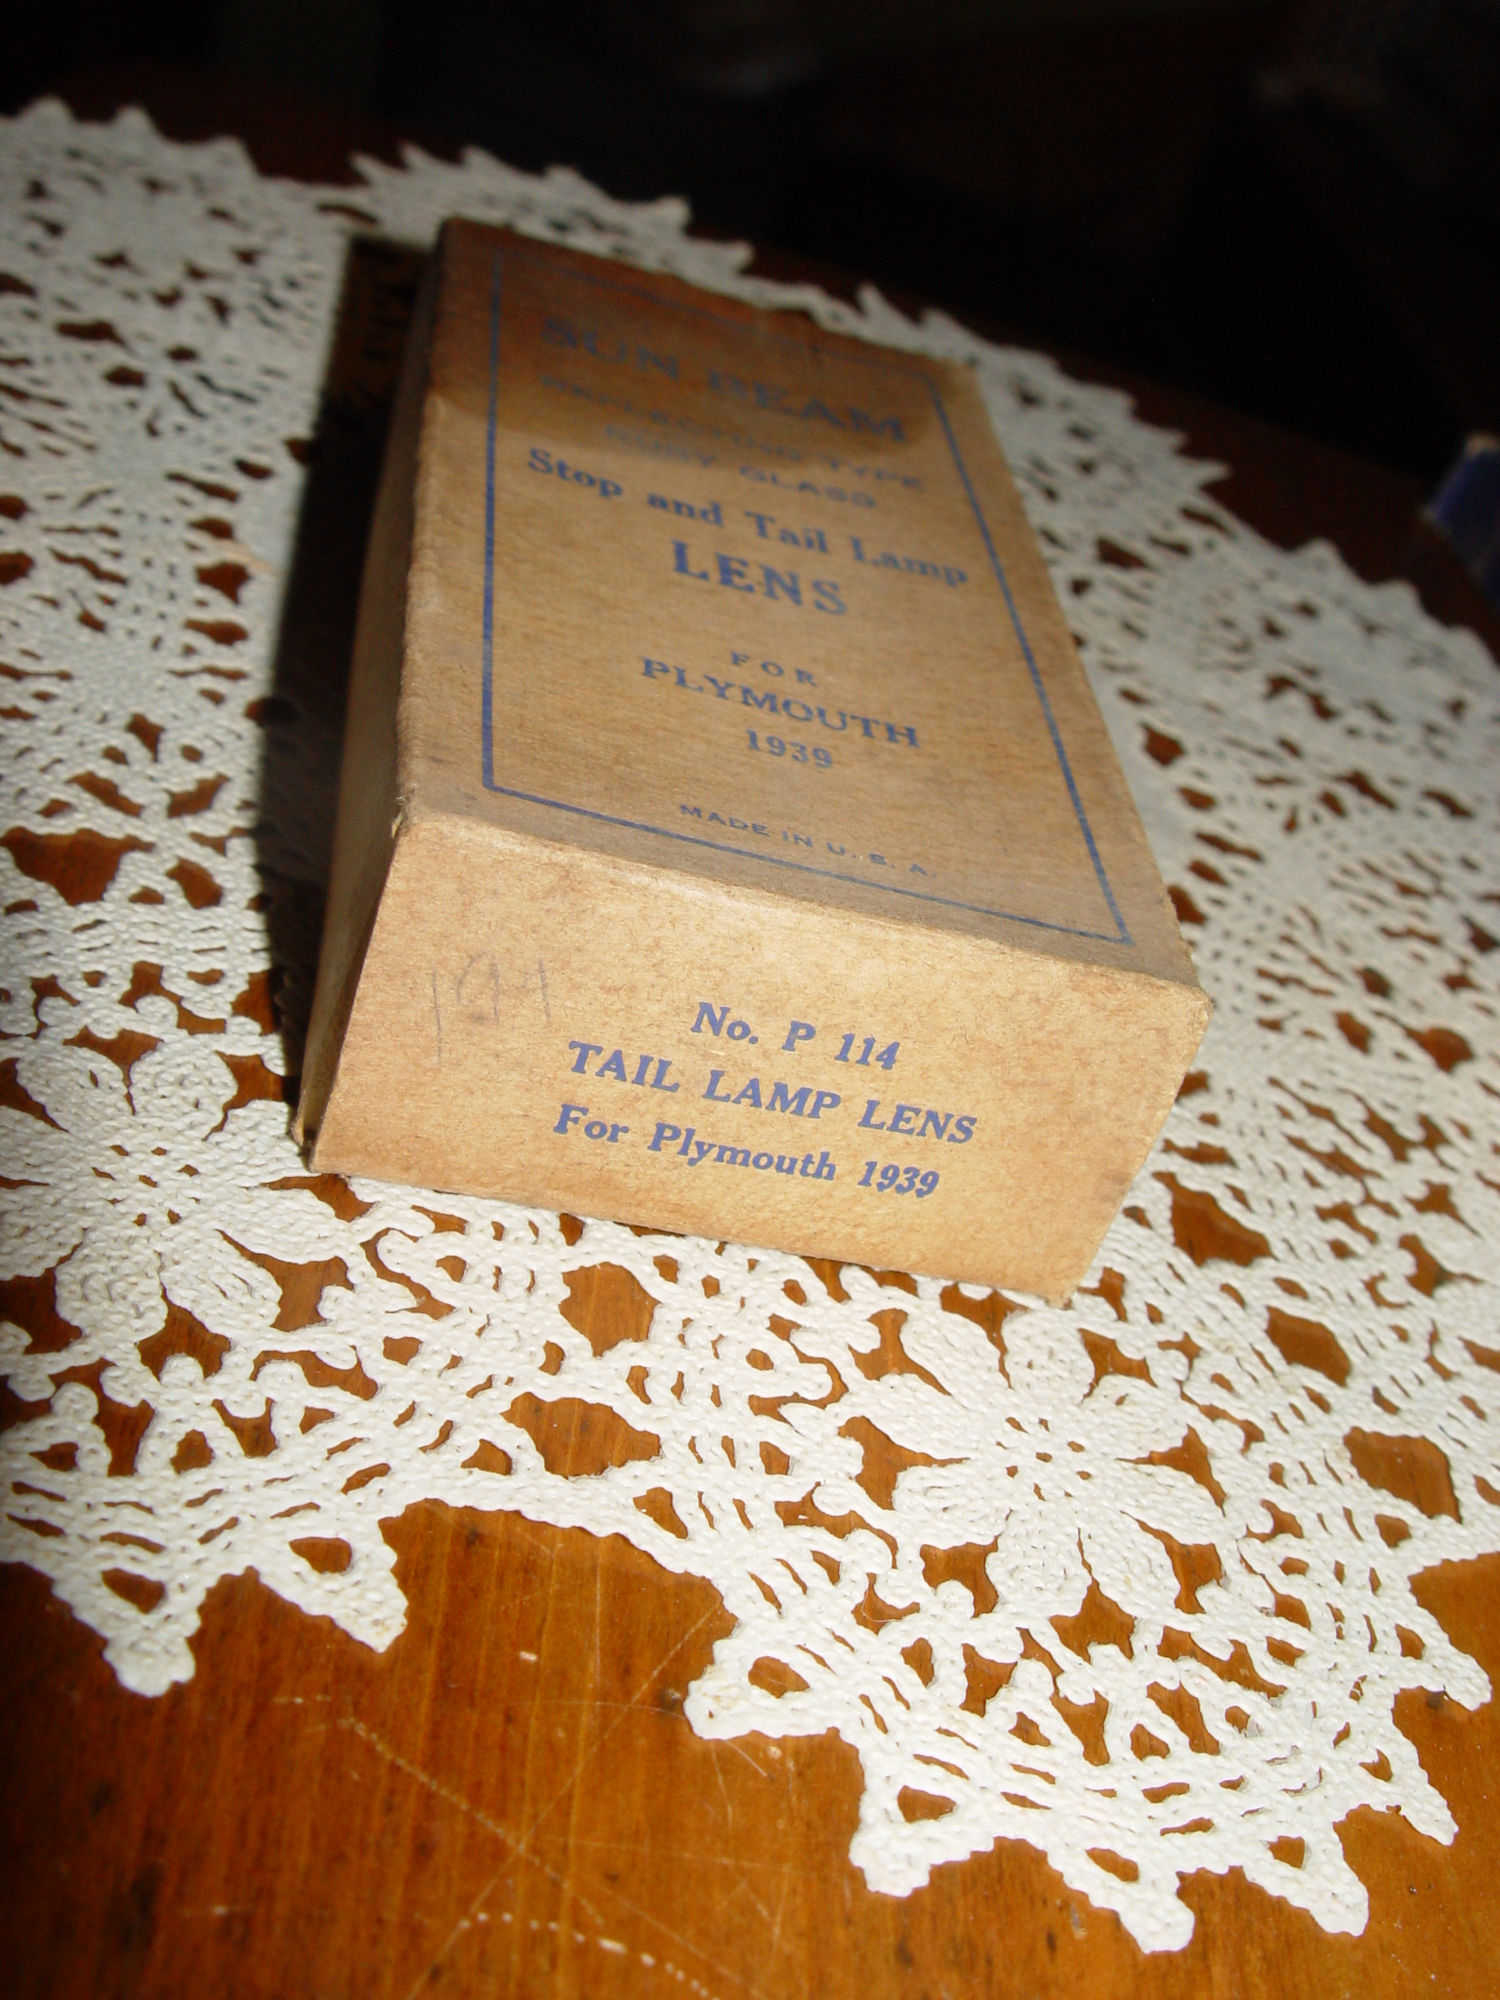 SUN BEAM
REFLECTING TYPE
RUBY GLASS
Stop and Tail Lamp
LENS
FOR
PLYMOUTH
1939
MADE IN U.S.A
No. P 114
TAIL LAMP LENS
For Plymouth 1939